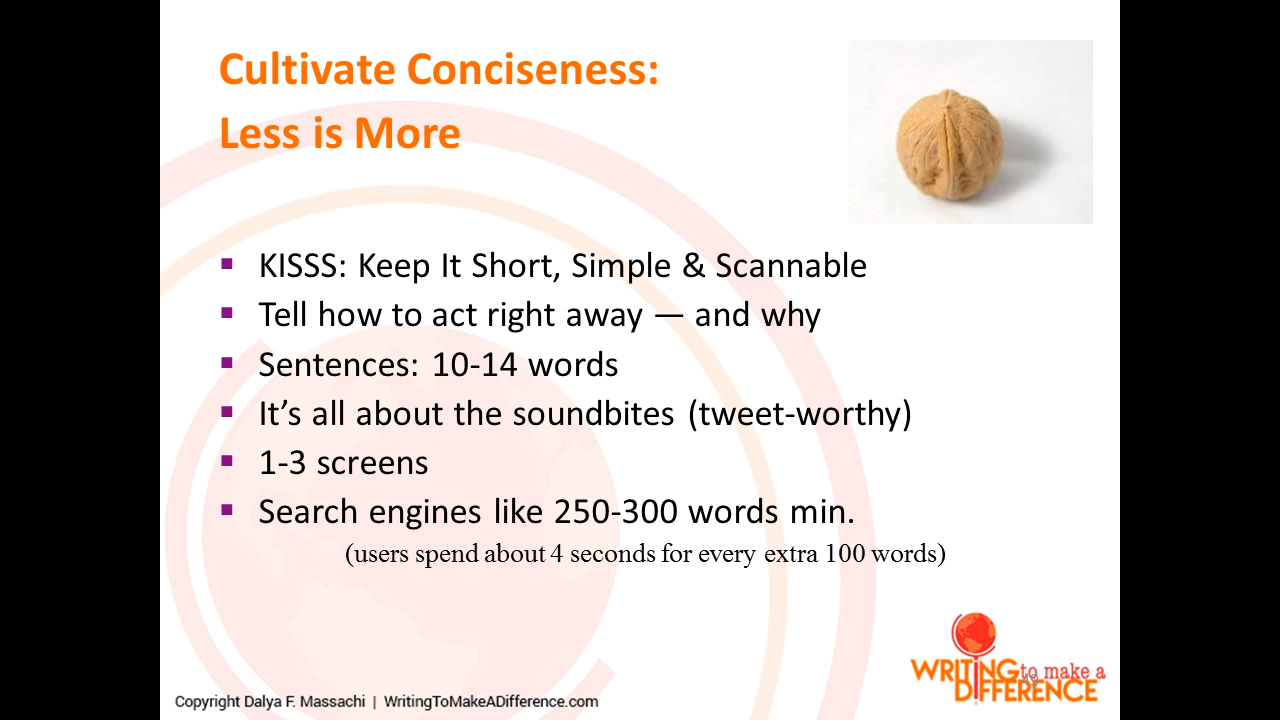 Cultivate Conciseness:
Less is More
▪ KISSS: Keep It Short, Simple & Scannable
▪ Tell how to act right away — and why
▪ Sentences: 10-14 words
▪ It’s all about the soundbites (tweet-worthy)
▪ 1-3 screens
▪ Search engines like 250-300 words min.
(users spend about 4 seconds for every extra 100 words)
WRITING to make a
DIFFERENCE
Copyright Dalya F. Massachi | WritingToMakeADifference.com